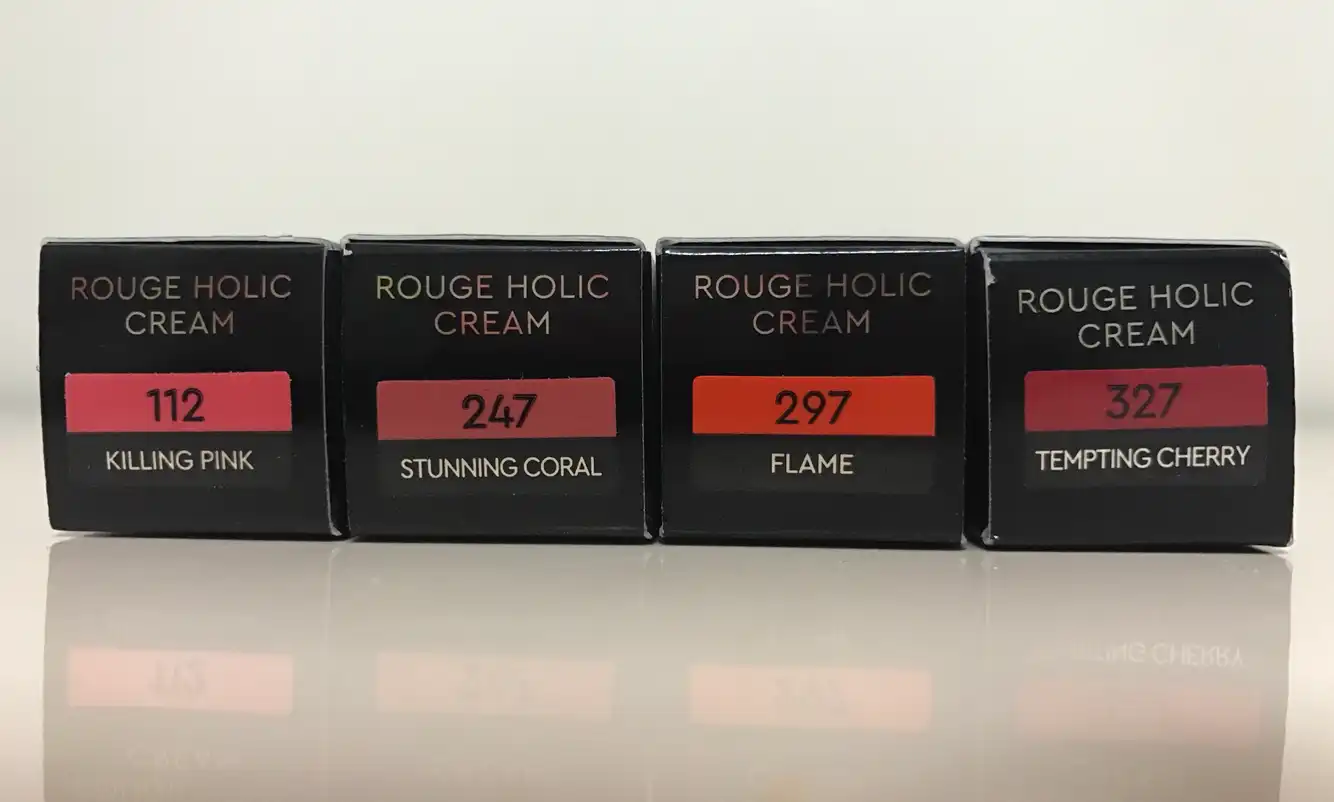 ROUGE HOLIC
CREAM
112
KILLING PINK
ROUGE HOLIC
CREAM
247
STUNNING CORAL
ROUGE HOLIC
CREAM
297
FLAME
ROUGE HOLIC
CREAM
327
TEMPTING CHERRY